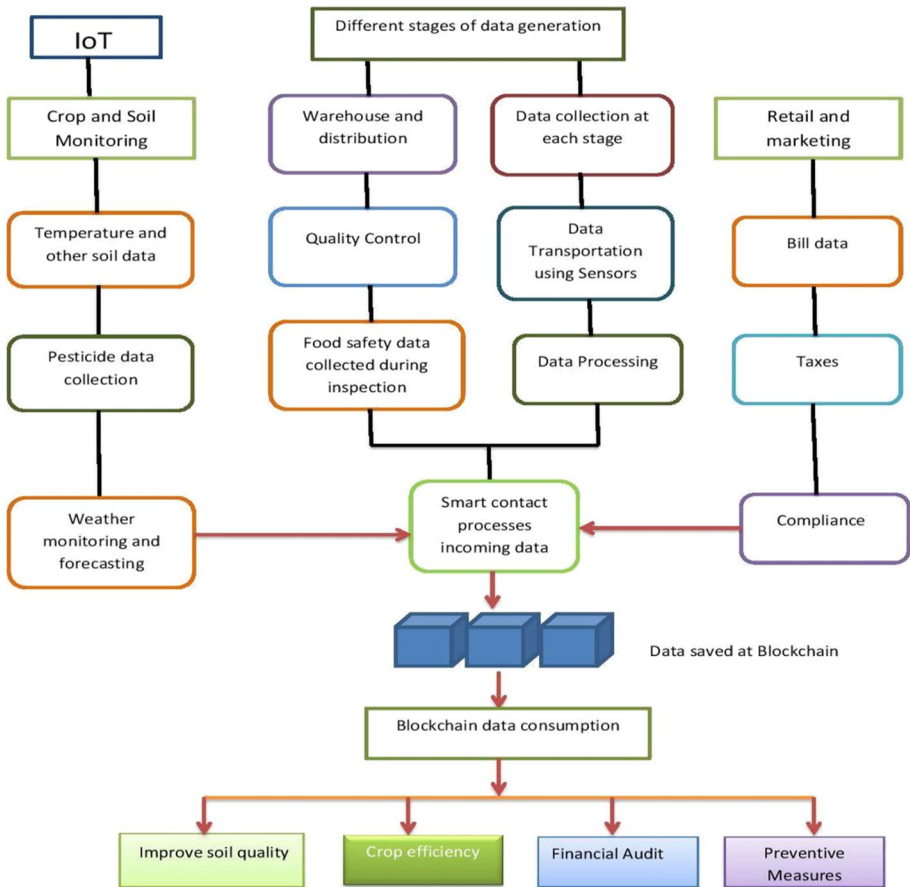 IoT
Different stages of data generation
Crop and Soil
Monitoring
Warehouse and
distribution
Data collection at
each stage
Retail and
marketing
Temperature and
other soil data
Quality Control
Data
Transportation
using Sensors
Bill data
Pesticide data
collection
Food safety data
collected during
inspection
Data Processing
Taxes
Weather
monitoring and
forecasting
Smart contact
processes
incoming data
Compliance
Data saved at Blockchain
Blockchain data consumption
Improve soil quality
Crop efficiency
Financial Audit
Preventive
Measures